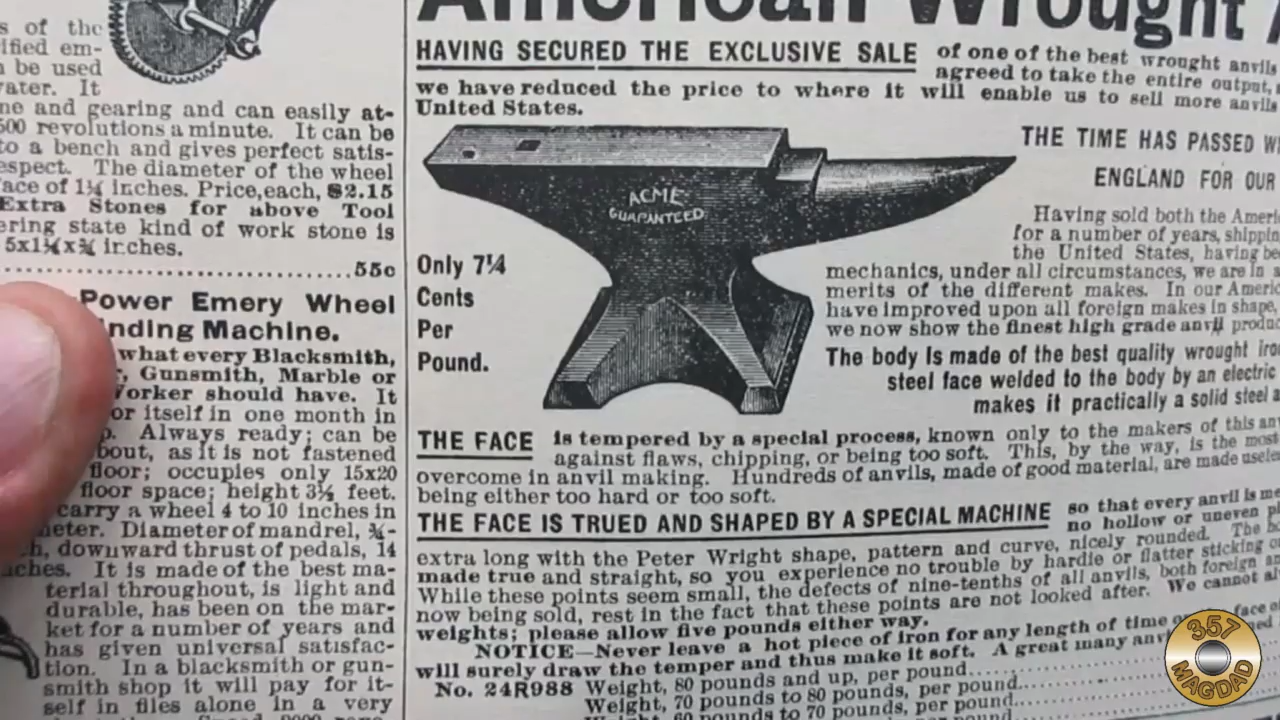 s of the
ified em-
n be used
vater. It
ne and gearing and can easily at-
500 revolutions a minute. It can be
to a bench and gives perfect satis-
espect. The diameter of the wheel
ace of 1¼ inches. Price, each, $2.15
Extra Stones for above Tool
ering state kind of work stone is
5x1¼x¾ inches.
55c
Power Emery Wheel
nding Machine.
what every Blacksmith,
, Gunsmith, Marble or
Worker should have. It
or itself in one month in
p. Always ready; can be
bout, as it is not fastened
floor; occupies only 15x20
floor space; height 3½ feet.
carry a wheel 4 to 10 inches in
meter. Diameter of mandrel, ¾-
h, downward thrust of pedals, 14
ches. It is made of the best ma-
terial throughout, is light and
durable, has been on the mar-
ket for a number of years and
has given universal satisfac-
tion. In a blacksmith or gun-
smith shop it will pay for it-
self in files alone in a very
American Wrought A
HAVING SECURED THE EXCLUSIVE SALE of one of the best wrought anvils
agreed to take the entire output,
we have reduced the price to where it will enable us to sell more anvils
United States.
THE TIME HAS PASSED W
ENGLAND FOR OUR
ACME
GUARANTEED
Having sold both the Ameri
for a number of years, shippin
the United States, having be
mechanics, under all circumstances, we are in a
merits of the different makes. In our Americ
have improved upon all foreign makes in shape,
we now show the finest high grade anvil produc
Only 7¼
Cents
Per
Pound.
The body is made of the best quality wrought iro
steel face welded to the body by an electric
makes it practically a solid steel a
THE FACE is tempered by a special process, known only to the makers of this anv
against flaws, chipping, or being too soft. This, by the way, is the most
overcome in anvil making. Hundreds of anvils, made of good material, are made usele
being either too hard or too soft.
THE FACE IS TRUED AND SHAPED BY A SPECIAL MACHINE so that every anvil is me
no hollow or uneven pl
extra long with the Peter Wright shape, pattern and curve, nicely rounded. The b
made true and straight, so you experience no trouble by hardie or flatter sticking o
While these points seem small, the defects of nine-tenths of all anvils, both foreign an
now being sold, rest in the fact that these points are not looked after. We cannot al
weights; please allow five pounds either way.
NOTICE—Never leave a hot piece of iron for any length of time on face o
will surely draw the temper and thus make it soft. A great many anvi
No. 24R988 Weight, 80 pounds and up, per pound
Weight, 70 pounds to 80 pounds, per pound
Weight, 60 pounds to 70 pounds, per pound
pound
357
MAGDAD